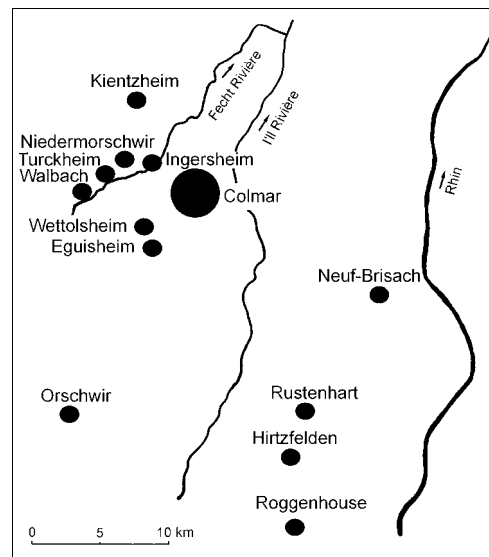 Kientzheim
Fecht Rivière
I'll Rivière
Niedermorschwir
Turckheim
Ingersheim
Walbach
Colmar
Rhin
Wettolsheim
Eguisheim
Neuf-Brisach
Orschwir
Rustenhart
Hirtzfelden
Roggenhouse
0 5 10 km